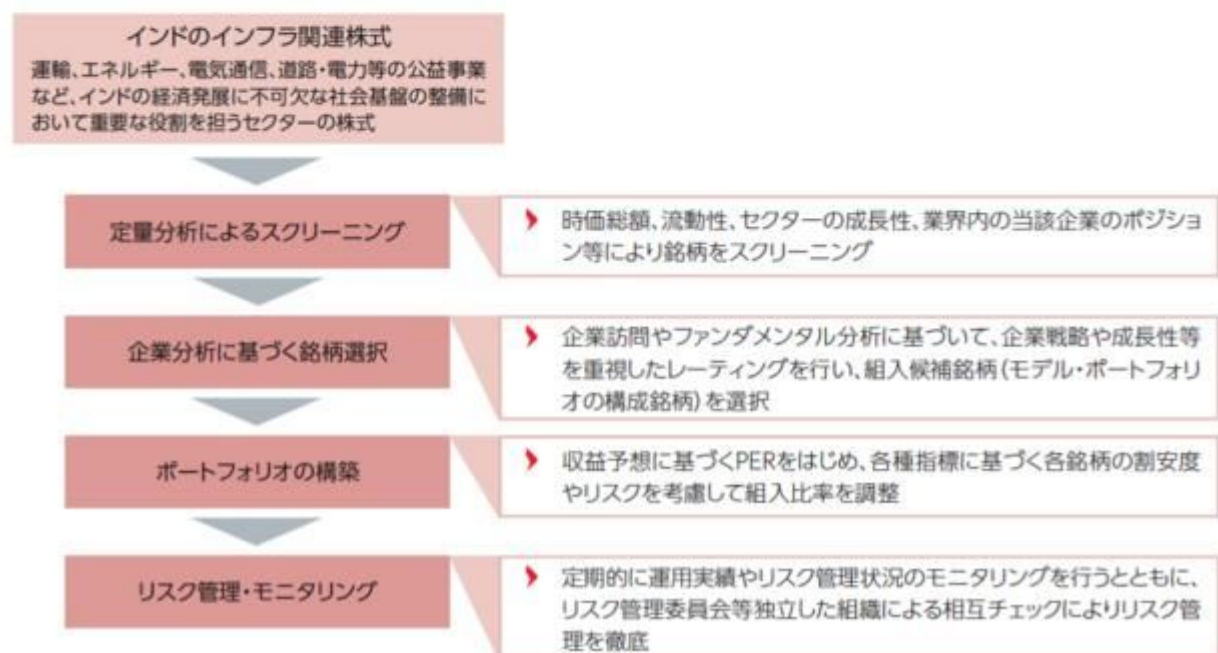 インドのインフラ関連株式
運輸、エネルギー、電気通信、道路・電力等の公益事業
など、インドの経済発展に不可欠な社会基盤の整備に
おいて重要な役割を担うセクターの株式
定量分析によるスクリーニング
時価総額、流動性、セクターの成長性、業界内の当該企業のポジショ
ン等により銘柄をスクリーニング
企業分析に基づく銘柄選択
企業訪問やファンダメンタル分析に基づいて、企業戦略や成長性等
を重視したレーティングを行い、組入候補銘柄(モデル・ポートフォリ
オの構成銘柄)を選択
ポートフォリオの構築
収益予想に基づくPERをはじめ、各種指標に基づく各銘柄の割安度
やリスクを考慮して組入比率を調整
リスク管理・モニタリング
定期的に運用実績やリスク管理状況のモニタリングを行うとともに、
リスク管理委員会等独立した組織による相互チェックによりリスク管
理を徹底